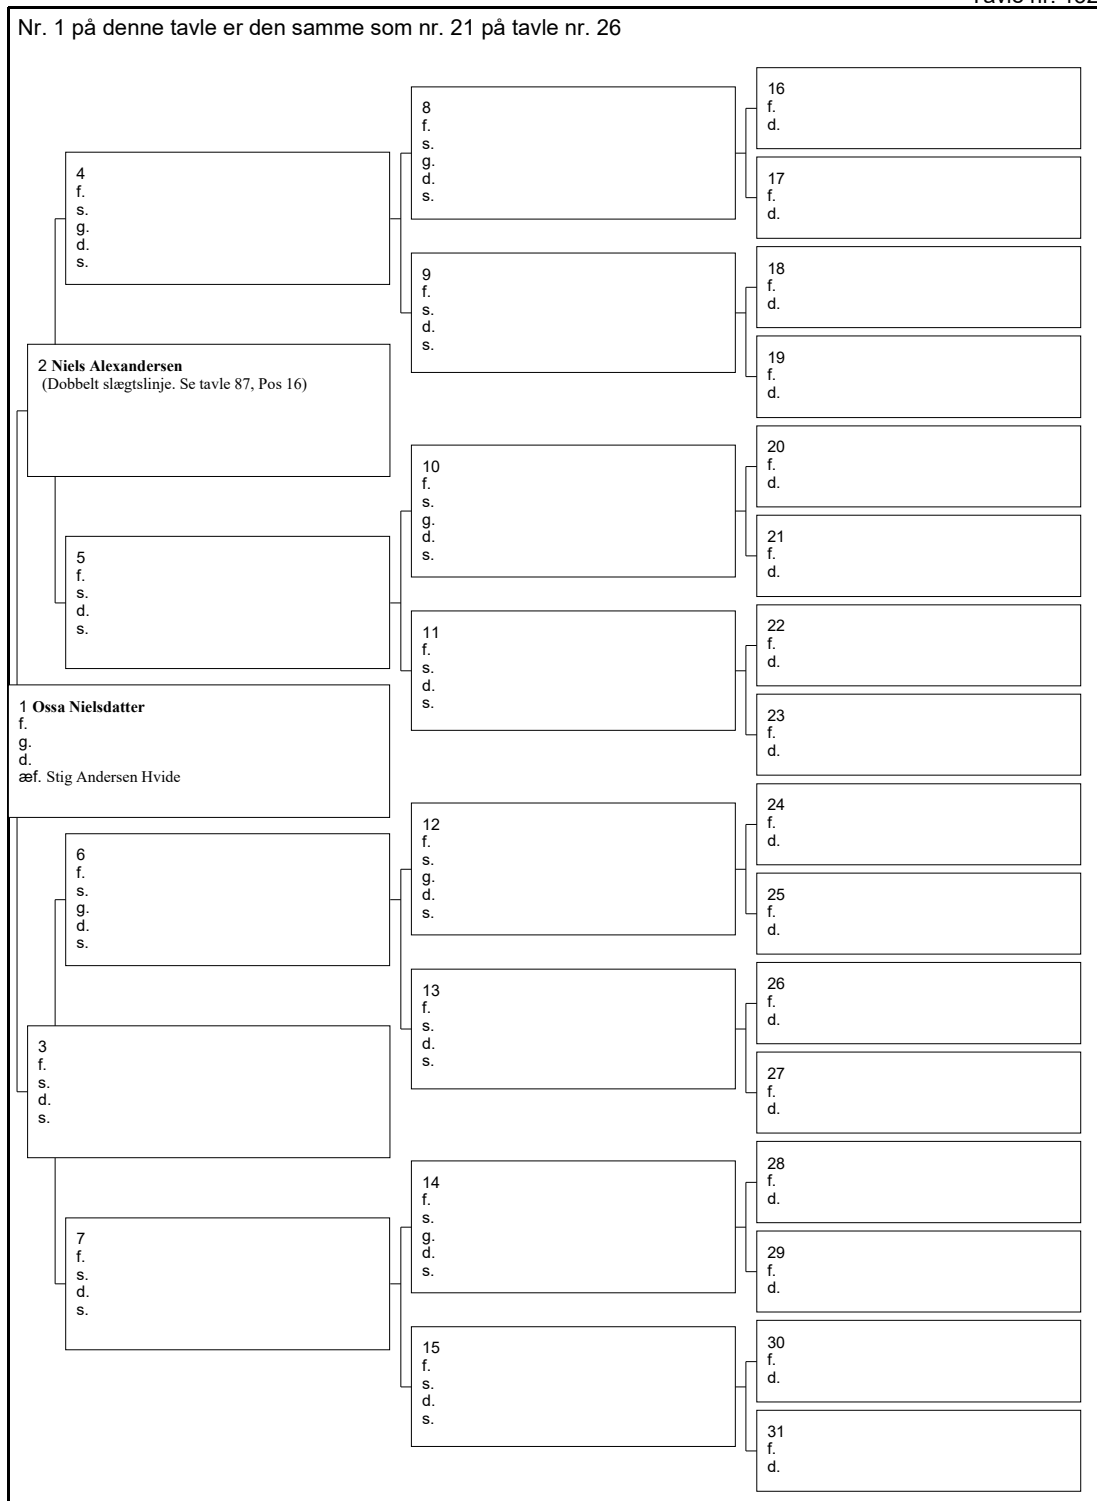 Nr. 1 på denne tavle er den samme som nr. 21 på tavle nr. 26
16
f.
d.
8
f.
s.
g.
d.
s.
17
f.
d.
4
f.
s.
g.
d.
s.
18
f.
d.
9
f.
s.
d.
s.
19
f.
d.
2 Niels Alexandersen
(Dobbelt slægtslinje. Se tavle 87, Pos 16)
20
f.
d.
10
f.
s.
g.
d.
s.
21
f.
d.
5
f.
s.
d.
s.
22
f.
d.
11
f.
s.
d.
s.
23
f.
d.
1 Ossa Nielsdatter
f.
g.
d.
æf. Stig Andersen Hvide
24
f.
d.
12
f.
s.
g.
d.
s.
25
f.
d.
6
f.
s.
g.
d.
s.
26
f.
d.
13
f.
s.
d.
s.
27
f.
d.
3
f.
s.
d.
s.
28
f.
d.
14
f.
s.
g.
d.
s.
29
f.
d.
7
f.
s.
d.
s.
30
f.
d.
15
f.
s.
d.
s.
31
f.
d.